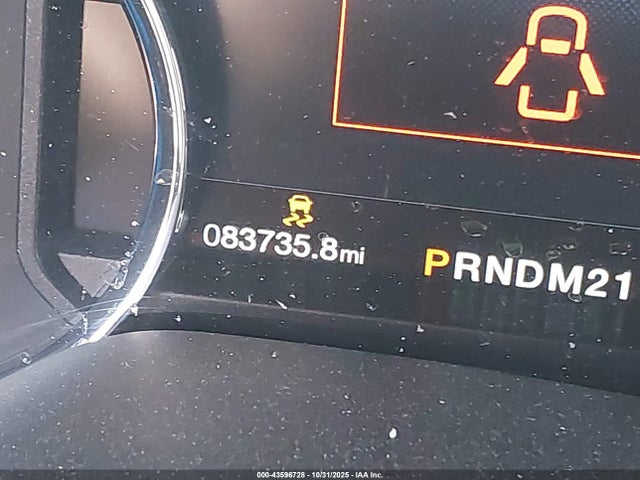 083735.8mi
PRNDM21
000-43596728 - 10/31/2025 - IAA Inc.